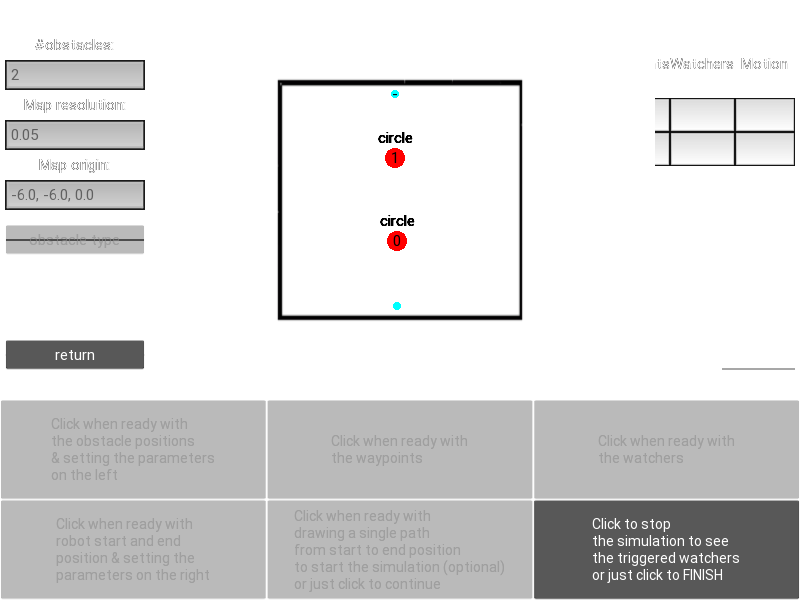 #obstacles:
2
Map resolution:
0.05
Map origin:
-6.0, -6.0, 0.0
obstacle type
return
circle
1
circle
0
tsWatchers Motion
Click when ready with
the obstacle positions
& setting the parameters
on the left
Click when ready with
the waypoints
Click when ready with
the watchers
Click when ready with
robot start and end
position & setting the
parameters on the right
Click when ready with
drawing a single path
from start to end position
to start the simulation (optional)
or just click to continue
Click to stop
the simulation to see
the triggered watchers
or just click to FINISH